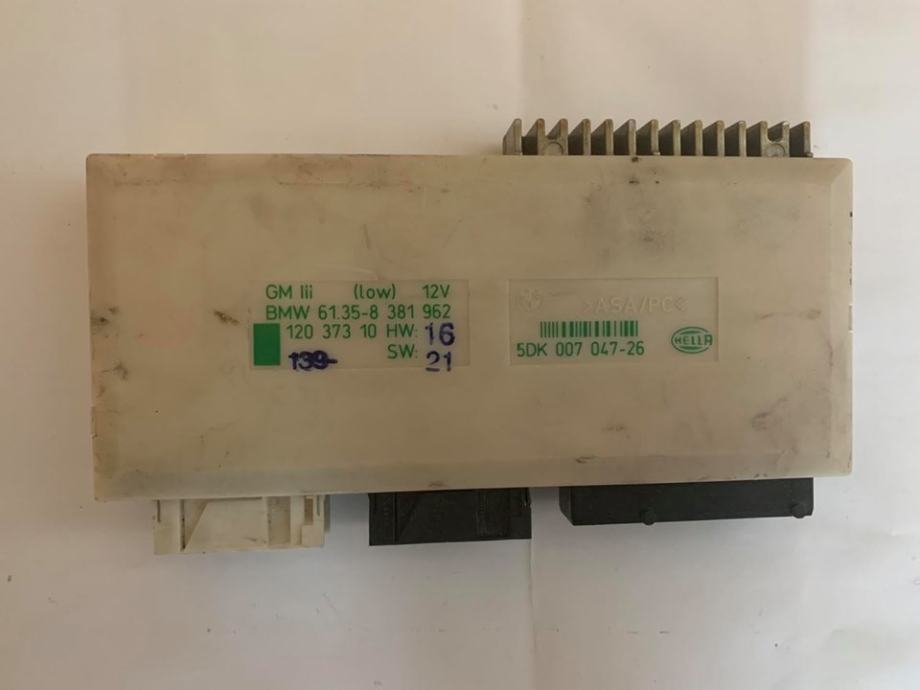 GM III (low) 12V
BMW 61.35-8 381 962
120 373 10 HW: 16
139- SW: 21
>ASA/PC<
5DK 007 047-26
HELLA